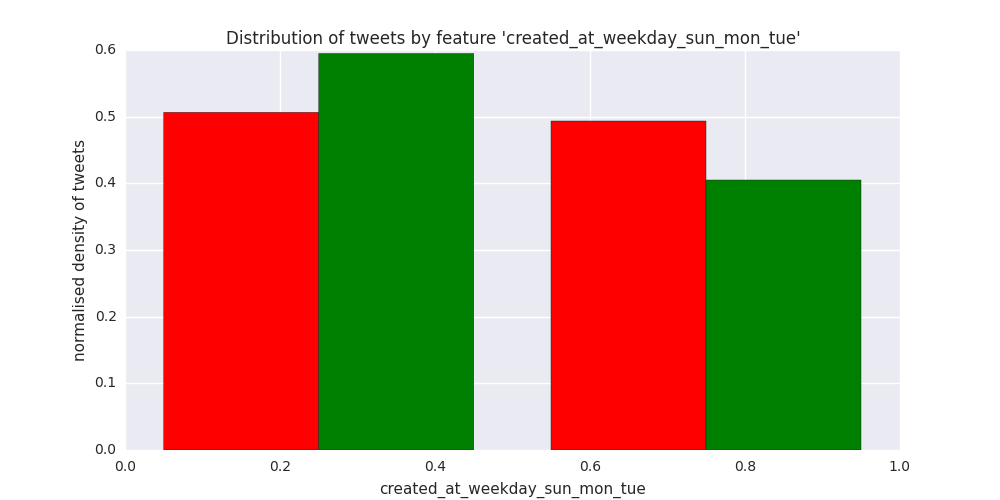 Distribution of tweets by feature 'created_at_weekday_sun_mon_tue'
0.6
0.5
0.4
0.3
0.2
0.1
0.0
normalised density of tweets
0.0 0.2 0.4 0.6 0.8 1.0
created_at_weekday_sun_mon_tue